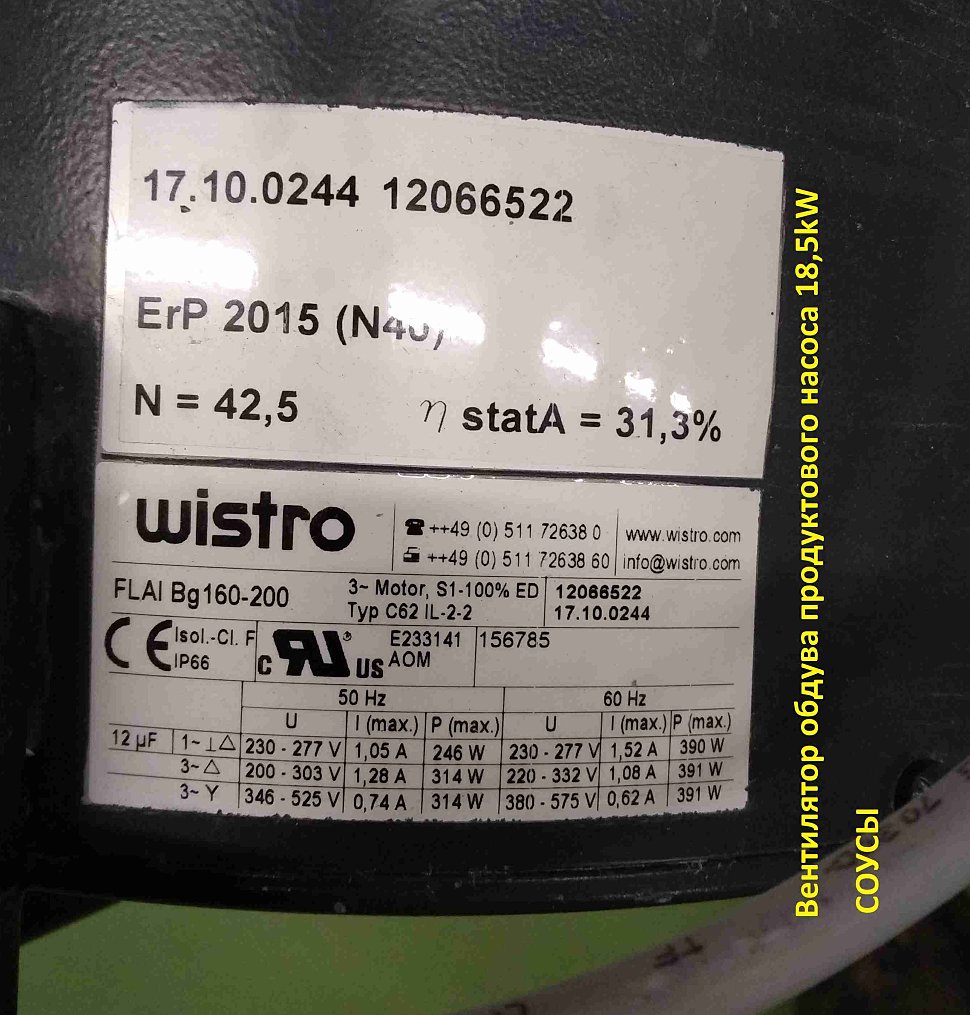 17.10.0244 12066522
ErP 2015 (N40)
N = 42,5 η statA = 31,3%
wistro
++49 (0) 511 72638 0 www.wistro.com
++49 (0) 511 72638 60 info@wistro.com
FLAI Bg160-200
3~ Motor, S1-100% ED
Typ C62 IL-2-2
12066522
17.10.0244
CE Isol.-Cl. F
IP66
C RU® US
E233141
AOM
156785
50 Hz 60 Hz
U I (max.) P (max.) U I (max.) P (max.)
12 µF 1~ ⊥△ 230 - 277 V 1,05 A 246 W 230 - 277 V 1,52 A 390 W
3~ △ 200 - 303 V 1,28 A 314 W 220 - 332 V 1,08 A 391 W
3~ Y 346 - 525 V 0,74 A 314 W 380 - 575 V 0,62 A 391 W
Вентилятор обдува продуктового насоса 18,5kW
СОУСЫ